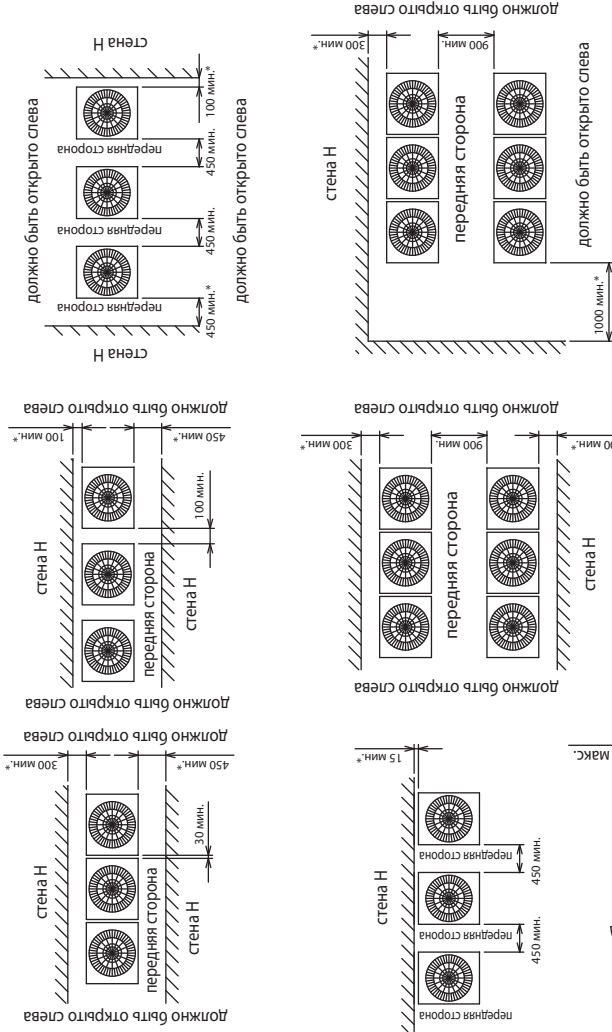 должно быть открыто слева
стена Н
передняя сторона
передняя сторона
передняя сторона
100 мин.*
450 мин.
450 мин.
450 мин.*
стена Н
должно быть открыто слева
должно быть открыто слева
300 мин.*
900 мин.
стена Н
передняя сторона
1000 мин.*
должно быть открыто слева
должно быть открыто слева
100 мин.*
450 мин.*
стена Н
передняя сторона
стена Н
100 мин.
должно быть открыто слева
должно быть открыто слева
300 мин.*
900 мин.
мин.*
стена Н
передняя сторона
стена Н
должно быть открыто слева
должно быть открыто слева
300 мин.*
450 мин.*
стена Н
передняя сторона
стена Н
30 мин.
должно быть открыто слева
15 мин.*
стена Н
передняя сторона
передняя сторона
передняя сторона
450 мин.
450 мин.
макс.